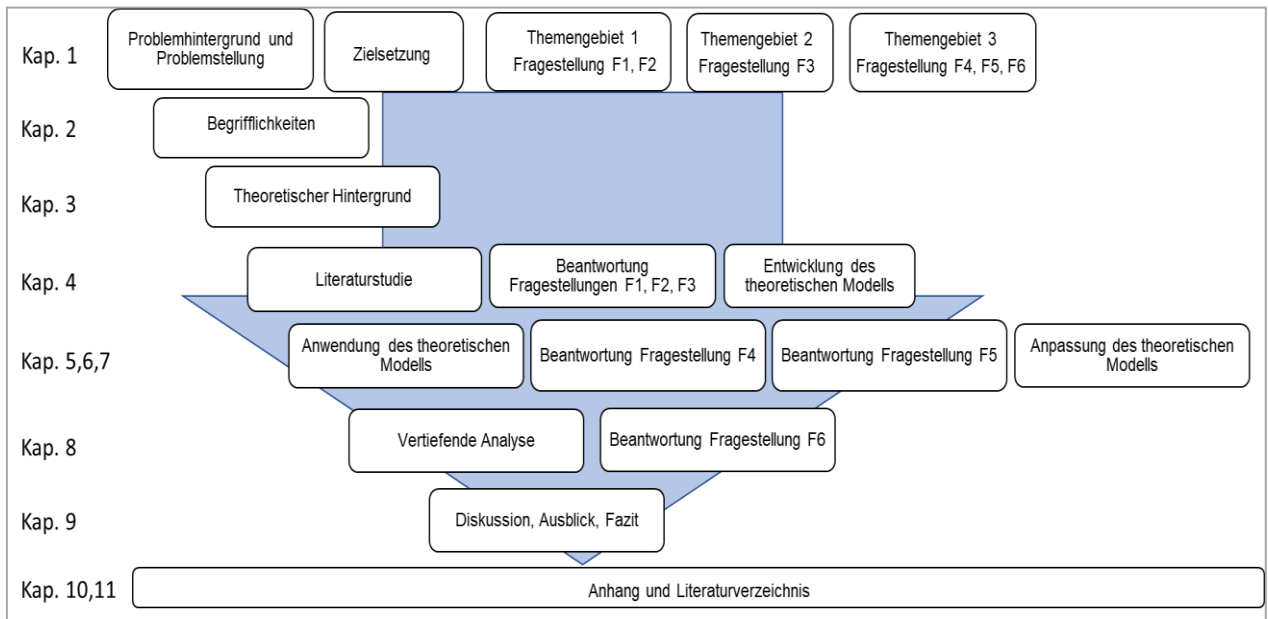 Kap. 1
Problemhintergrund und
Problemstellung
Zielsetzung
Themengebiet 1
Fragestellung F1, F2
Themengebiet 2
Fragestellung F3
Themengebiet 3
Fragestellung F4, F5, F6
Kap. 2
Begrifflichkeiten
Kap. 3
Theoretischer Hintergrund
Kap. 4
Literaturstudie
Beantwortung
Fragestellungen F1, F2, F3
Entwicklung des
theoretischen Modells
Kap. 5,6,7
Anwendung des theoretischen
Modells
Beantwortung Fragestellung F4
Beantwortung Fragestellung F5
Anpassung des theoretischen
Modells
Kap. 8
Vertiefende Analyse
Beantwortung Fragestellung F6
Kap. 9
Diskussion, Ausblick, Fazit
Kap. 10,11
Anhang und Literaturverzeichnis